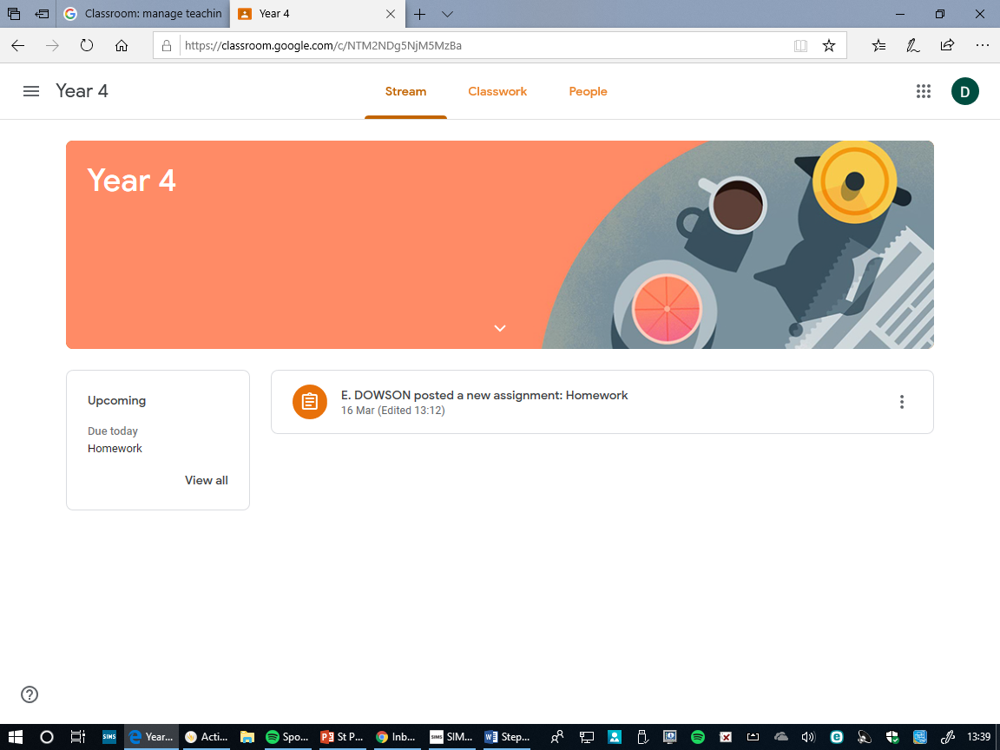 Classroom: manage teachin
Year 4
https://classroom.google.com/c/NTM2NDg5NjM5MzBa
Year 4
Stream
Classwork
People
D
Year 4
Upcoming
Due today
Homework
View all
E. DOWSON posted a new assignment: Homework
16 Mar (Edited 13:12)
SIMS
Year...
Acti...
Spo...
St P...
Inb...
SIMS
SIM...
Step...
13:39